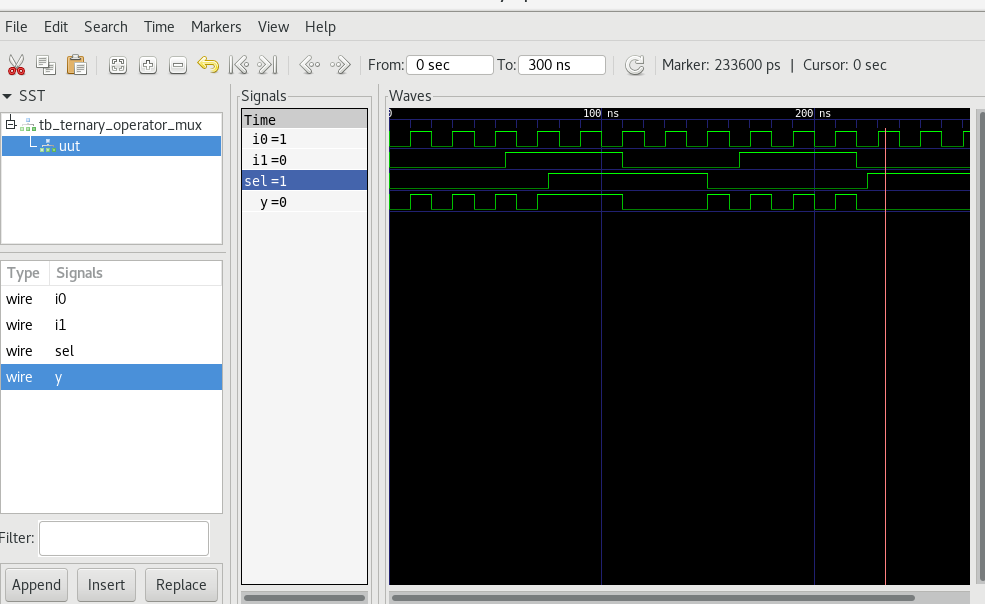 File Edit Search Time Markers View Help
From: 0 sec To: 300 ns Marker: 233600 ps | Cursor: 0 sec
SST
tb_ternary_operator_mux
uut
Type Signals
wire i0
wire i1
wire sel
wire y
Filter:
Append Insert Replace
Signals
Time
i0=1
i1=0
sel=1
y=0
Waves
0 100 ns 200 ns